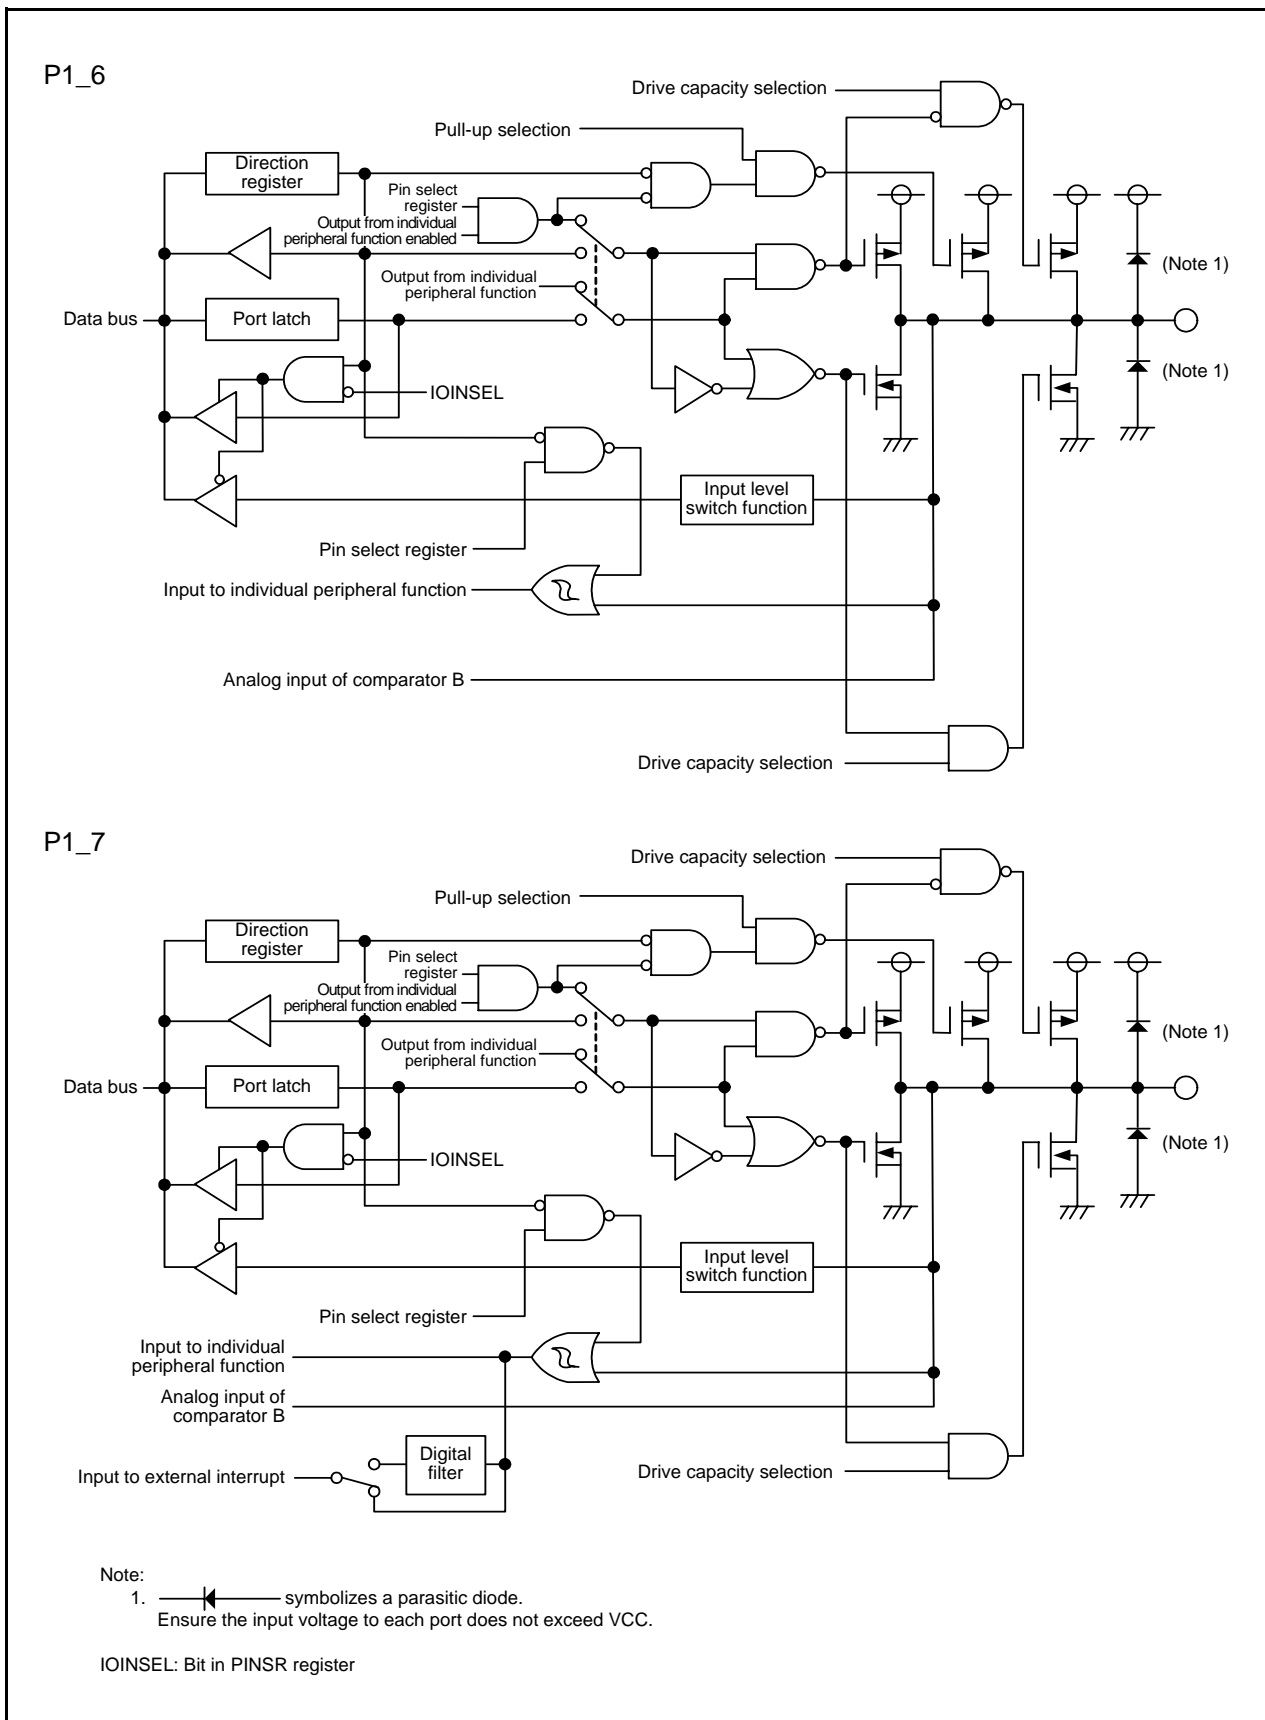 P1_6
Drive capacity selection
Pull-up selection
Direction
register
Pin select
register
Output from individual
peripheral function enabled
(Note 1)
Output from individual
peripheral function
Data bus
Port latch
(Note 1)
IOINSEL
Input level
switch function
Pin select register
Input to individual peripheral function
Analog input of comparator B
Drive capacity selection
P1_7
Drive capacity selection
Pull-up selection
Direction
register
Pin select
register
Output from individual
peripheral function enabled
(Note 1)
Output from individual
peripheral function
Data bus
Port latch
(Note 1)
IOINSEL
Input level
switch function
Pin select register
Input to individual
peripheral function
Analog input of
comparator B
Digital
filter
Input to external interrupt
Drive capacity selection
Note:
1. symbolizes a parasitic diode.
Ensure the input voltage to each port does not exceed VCC.
IOINSEL: Bit in PINSR register